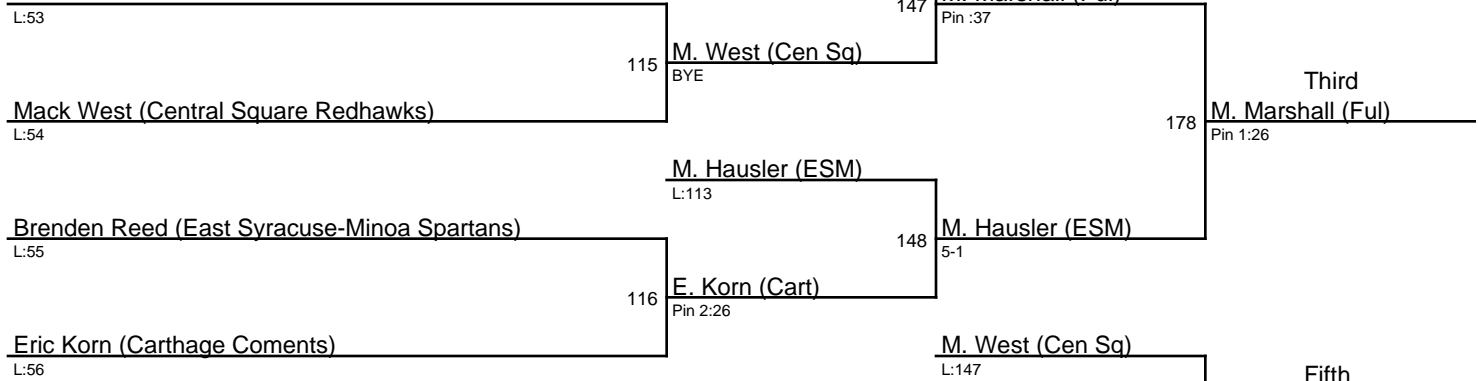 147 M. Marshall (Ful)
L:53
Pin :37
115 M. West (Cen Sq)
BYE
Third
Mack West (Central Square Redhawks)
178 M. Marshall (Ful)
L:54
Pin 1:26
M. Hausler (ESM)
L:113
Brenden Reed (East Syracuse-Minoa Spartans)
148 M. Hausler (ESM)
L:55
5-1
116 E. Korn (Cart)
Pin 2:26
Eric Korn (Carthage Coments)
M. West (Cen Sq)
L:56
L:147
Fifth